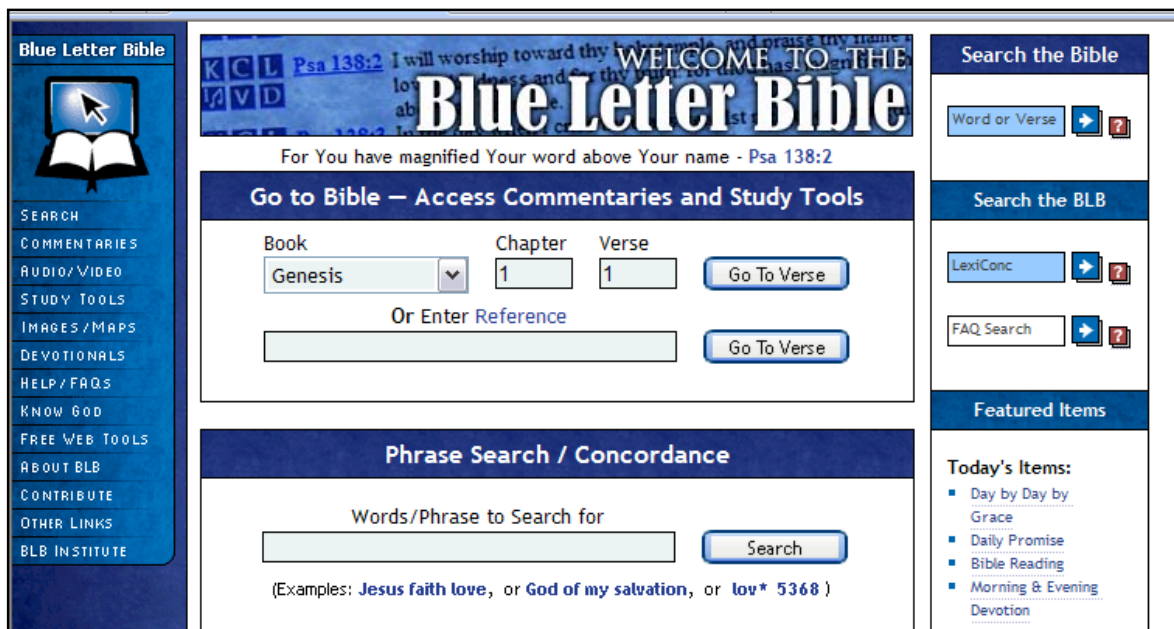 Blue Letter Bible
SEARCH
COMMENTARIES
AUDIO/VIDEO
STUDY TOOLS
IMAGES/MAPS
DEVOTIONALS
HELP/FAQS
KNOW GOD
FREE WEB TOOLS
ABOUT BLB
CONTRIBUTE
OTHER LINKS
BLB INSTITUTE
K C L Psa 138:2 I will worship toward thy
V D
WELCOME TO THE
Blue Letter Bible
For You have magnified Your word above Your name - Psa 138:2
Go to Bible — Access Commentaries and Study Tools
Book Chapter Verse
Genesis 1 1 Go To Verse
Or Enter Reference
Go To Verse
Phrase Search / Concordance
Words/Phrase to Search for
Search
(Examples: Jesus faith love, or God of my salvation, or lov* 5368 )
Search the Bible
Word or Verse ?
Search the BLB
LexiConc ?
FAQ Search ?
Featured Items
Today's Items:
Day by Day by
Grace
Daily Promise
Bible Reading
Morning & Evening
Devotion